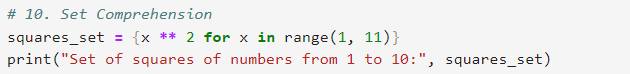 # 10. Set Comprehension
squares_set = {x ** 2 for x in range(1, 11)}
print("Set of squares of numbers from 1 to 10:", squares_set)